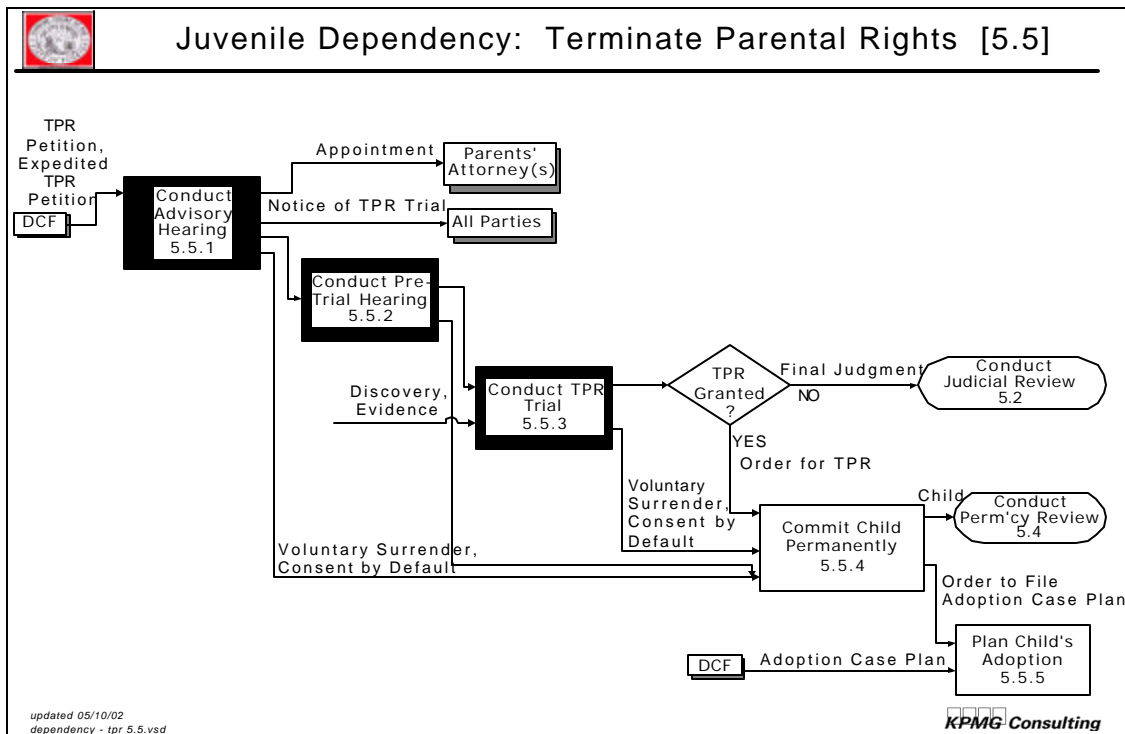 Juvenile Dependency: Terminate Parental Rights [5.5]
TPR
Petition,
Expedited
TPR
Petition
DCF
Conduct
Advisory
Hearing
5.5.1
Appointment
Parents'
Attorney(s)
Notice of TPR Trial
All Parties
Conduct Pre-
Trial Hearing
5.5.2
Discovery,
Evidence
Conduct TPR
Trial
5.5.3
TPR
Granted
?
Final Judgment
NO
Conduct
Judicial Review
5.2
YES
Order for TPR
Voluntary
Surrender,
Consent by
Default
Voluntary Surrender,
Consent by Default
Commit Child
Permanently
5.5.4
Child
Conduct
Perm'cy Review
5.4
Order to File
Adoption Case Plan
DCF
Adoption Case Plan
Plan Child's
Adoption
5.5.5
updated 05/10/02
dependency - tpr 5.5.vsd
KPMG Consulting